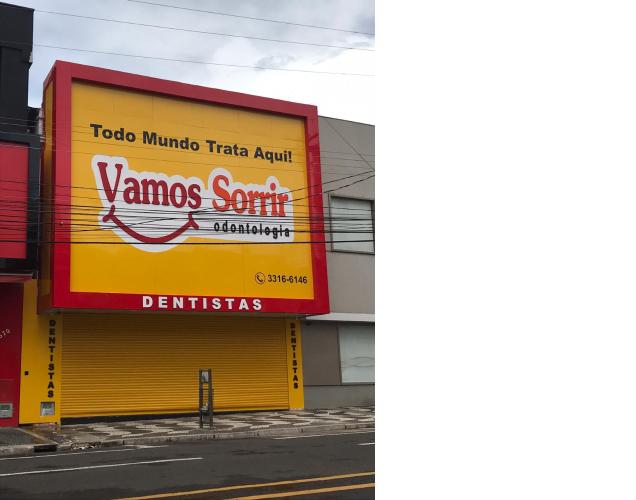 Todo Mundo Trata Aqui!
Vamos Sorrir
odontologia
3316-6146
DENTISTAS
DENTISTAS
DENTISTAS